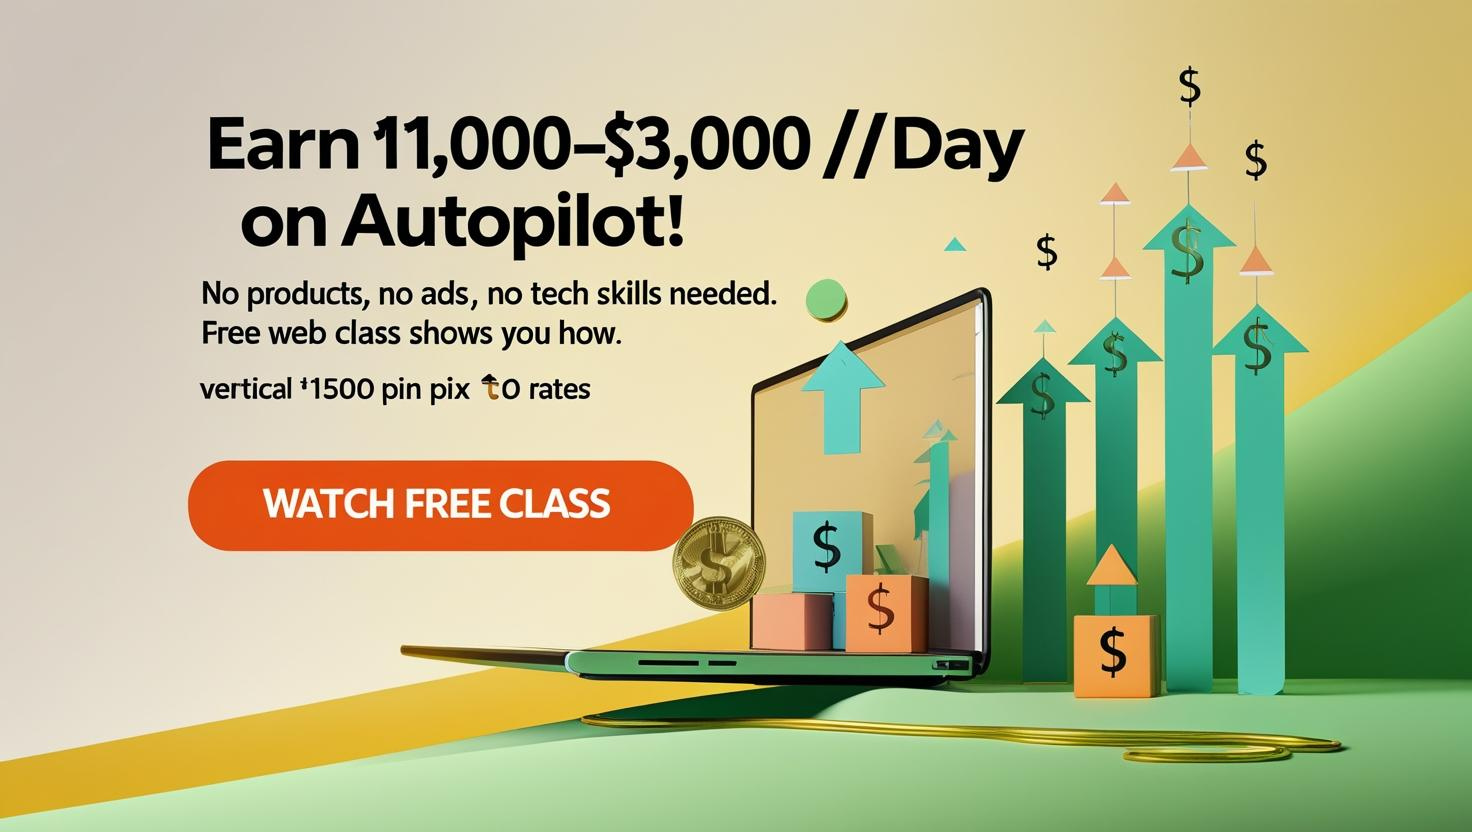 Earn 11,000–$3,000 //Day
on Autopilot!
No products, no ads, no tech skills needed.
Free web class shows you how.
vertical 1500 pin pix rates
WATCH FREE CLASS
$
$
$
$
$
$
$
$
$
$
$